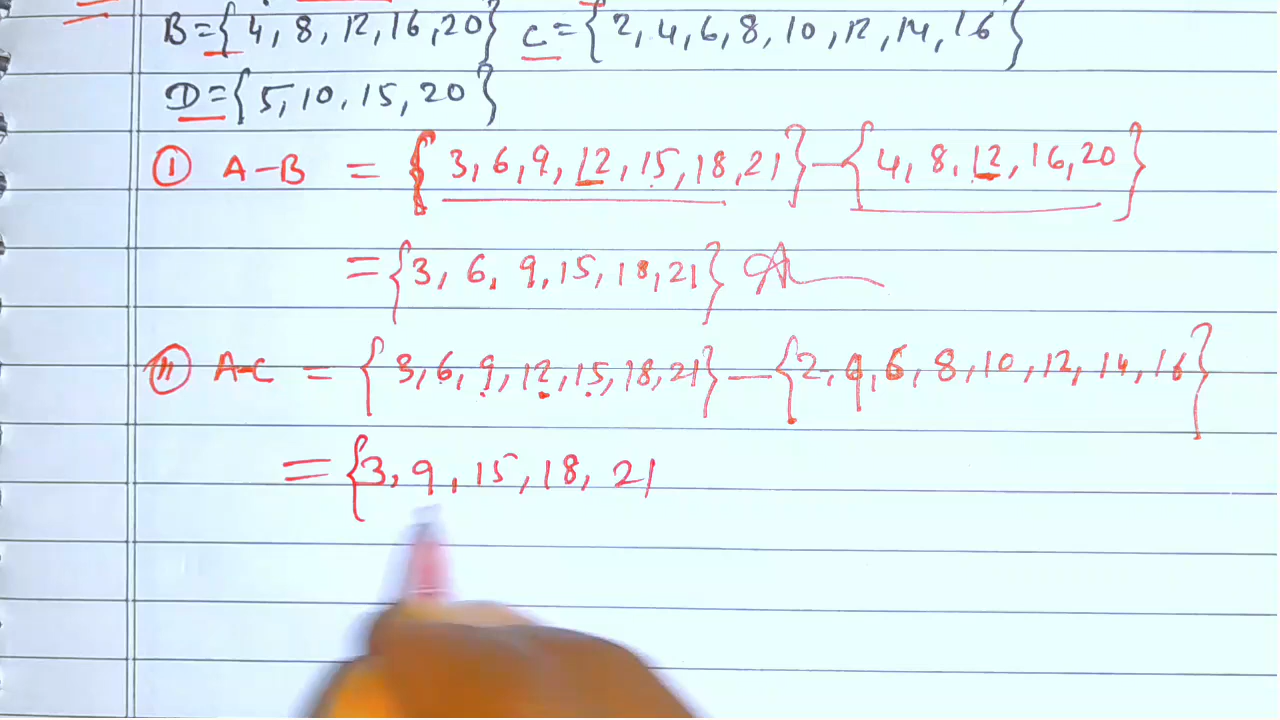 B={4, 8, 12, 16, 20} C={2, 4, 6, 8, 10, 12, 14, 16}
D={5, 10, 15, 20}
① A-B = {3, 6, 9, 12, 15, 18, 21}-{4, 8, 12, 16, 20}
={3, 6, 9, 15, 18, 21}
ⓘⓘ A-C = {3, 6, 9, 12, 15, 18, 21}-{2, 4, 6, 8, 10, 12, 14, 16}
={3, 9, 15, 18, 21